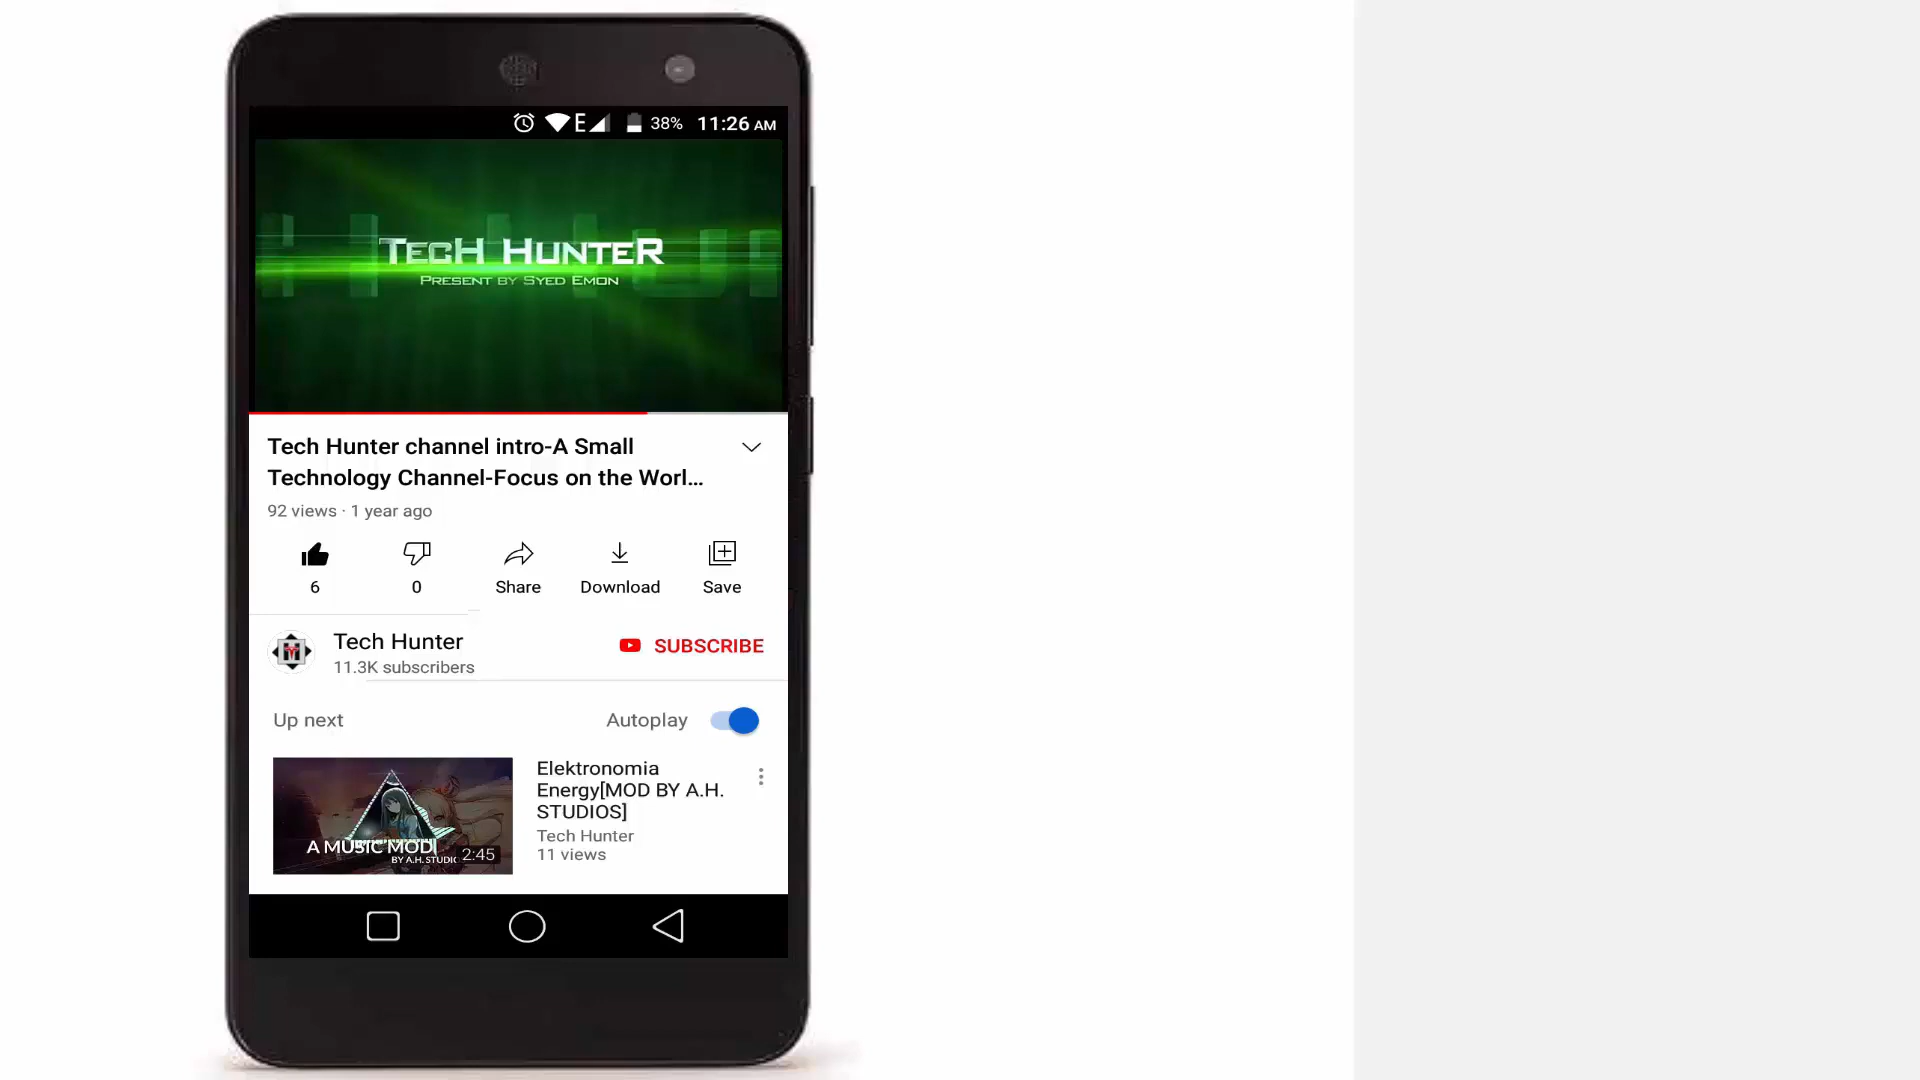 E 38% 11:26 AM
TECH HUNTER
PRESENT BY SYED EMON
Tech Hunter channel intro-A Small
Technology Channel-Focus on the Worl...
92 views · 1 year ago
6 0 Share Download Save
Tech Hunter
SUBSCRIBE
11.3K subscribers
Up next Autoplay
A MUSIC MOD
BY A.H. STUDIO
2:45
Elektronomia
Energy[MOD BY A.H.
STUDIOS]
Tech Hunter
11 views